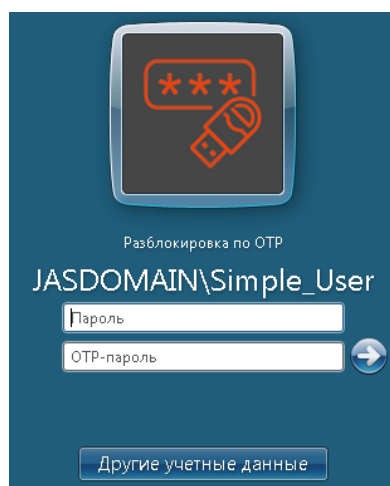 ***
Разблокировка по OTP
JASDOMAIN\Simple_User
Пароль
OTP-пароль
Другие учетные данные